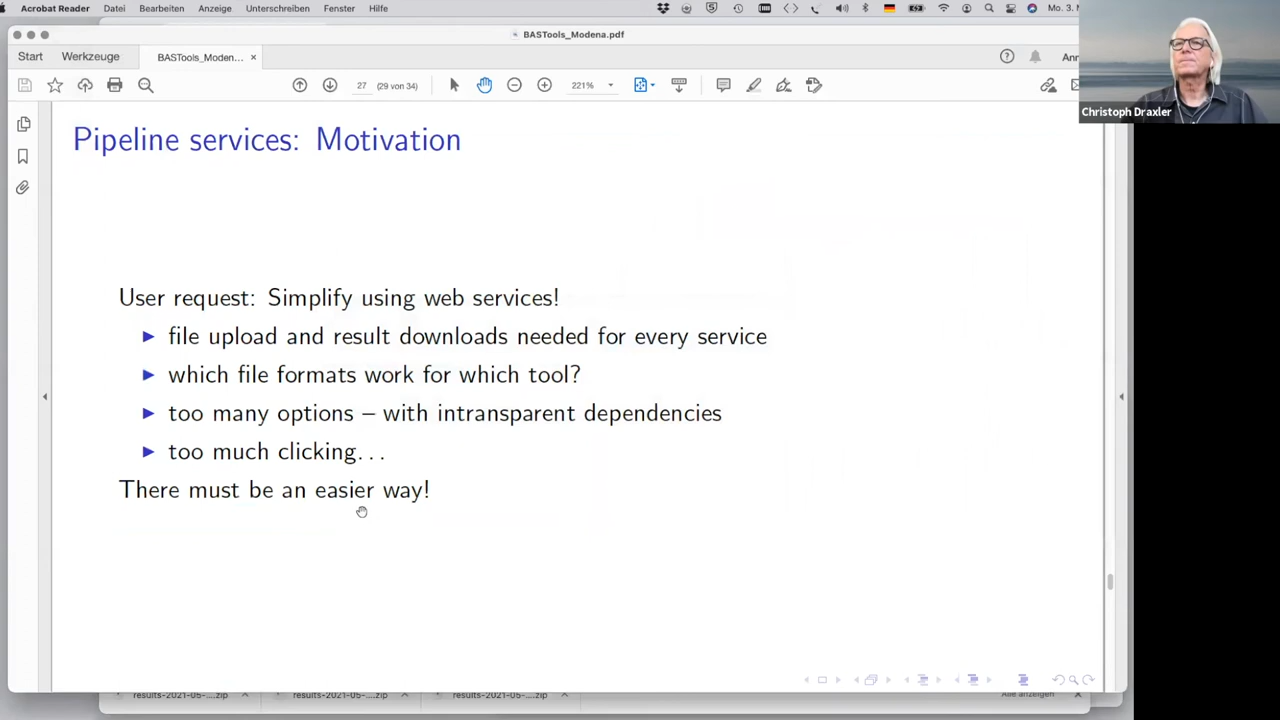 Acrobat Reader Datei Bearbeiten Anzeige Unterschreiben Fenster Hilfe Mo. 3.
BASTools_Modena.pdf
Start Werkzeuge BASTools_Moden... ×
27 (29 von 34) 221%
Christoph Draxler
Pipeline services: Motivation
User request: Simplify using web services!
▶ file upload and result downloads needed for every service
▶ which file formats work for which tool?
▶ too many options – with intransparent dependencies
▶ too much clicking...
There must be an easier way!
results-2021-05-....zip results-2021-05-....zip results-2021-05-....zip Alle anzeigen